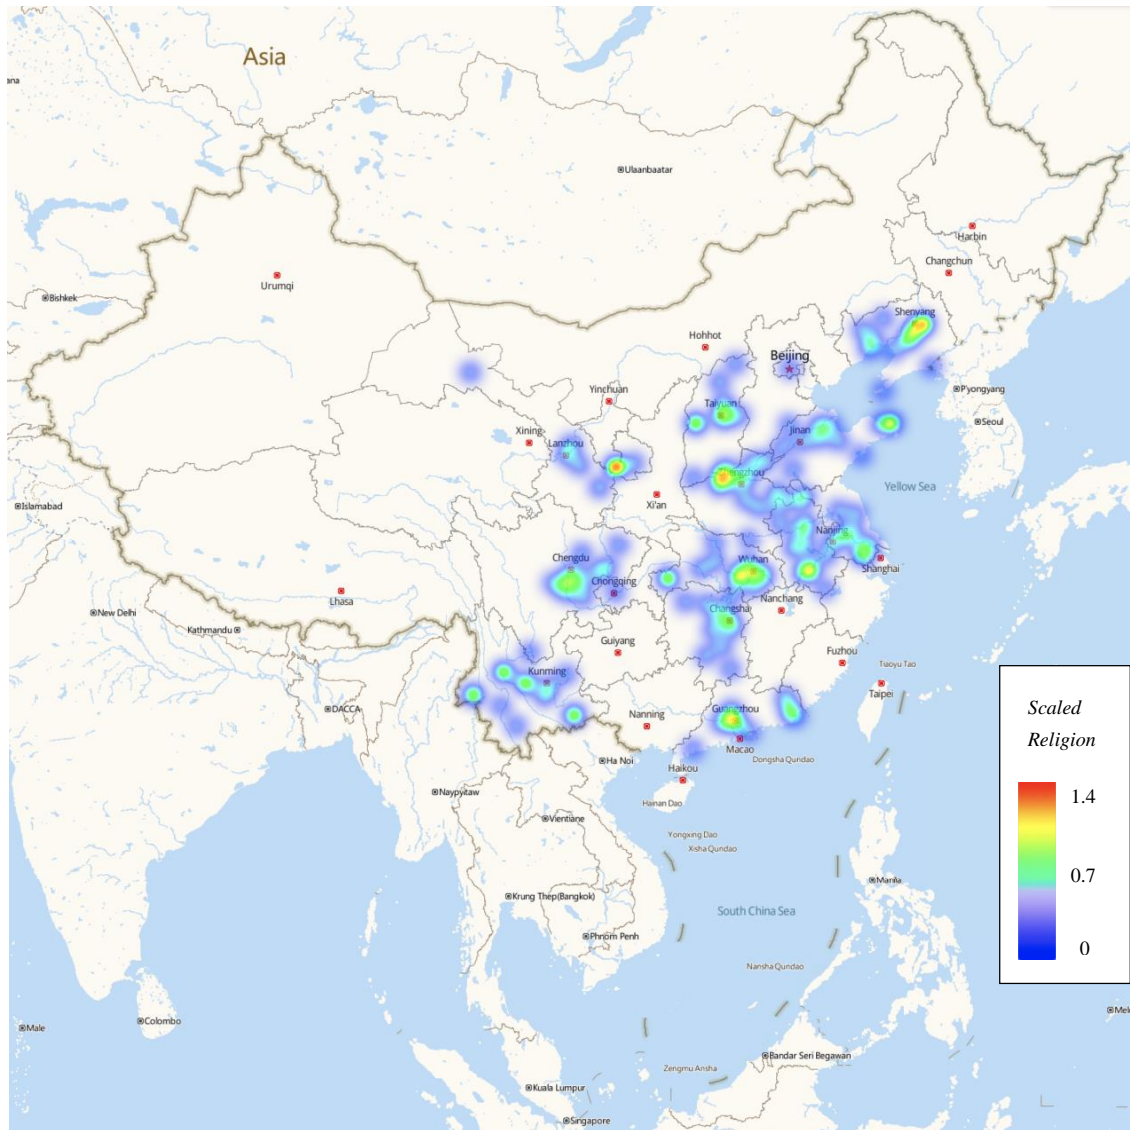 Asia
ana
Ulaanbaatar
Harbin
Changchun
Urumqi
Bishkek
Shenyang
Hohhot
Beijing
Yinchuan
P'yongyang
Taiyuan
Seoul
Xining
Jinan
Lanzhou
Zhengzhou
Yellow Sea
Xi'an
Islamabad
Nanjing
Chengdu
Wuhan
Shanghai
Chongqing
Lhasa
Nanchang
New Delhi
Changsha
Kathmandu
Guiyang
Fuzhou
Kunming
Taipei
DACCA
Nanning
Guangzhou
Macao
Dongsha Qundao
Ha Noi
Haikou
Hainan Dao
Naypyitaw
Vientiane
Yongxing Dao
Xisha Qundao
Manila
Krung Thep(Bangkok)
South China Sea
Phnom Penh
Nansha Qundao
Colombo
Male
Mele
Bandar Seri Begawan
Zengmu Ansha
Kuala Lumpur
Singapore
Scaled
Religion
1.4
0.7
0